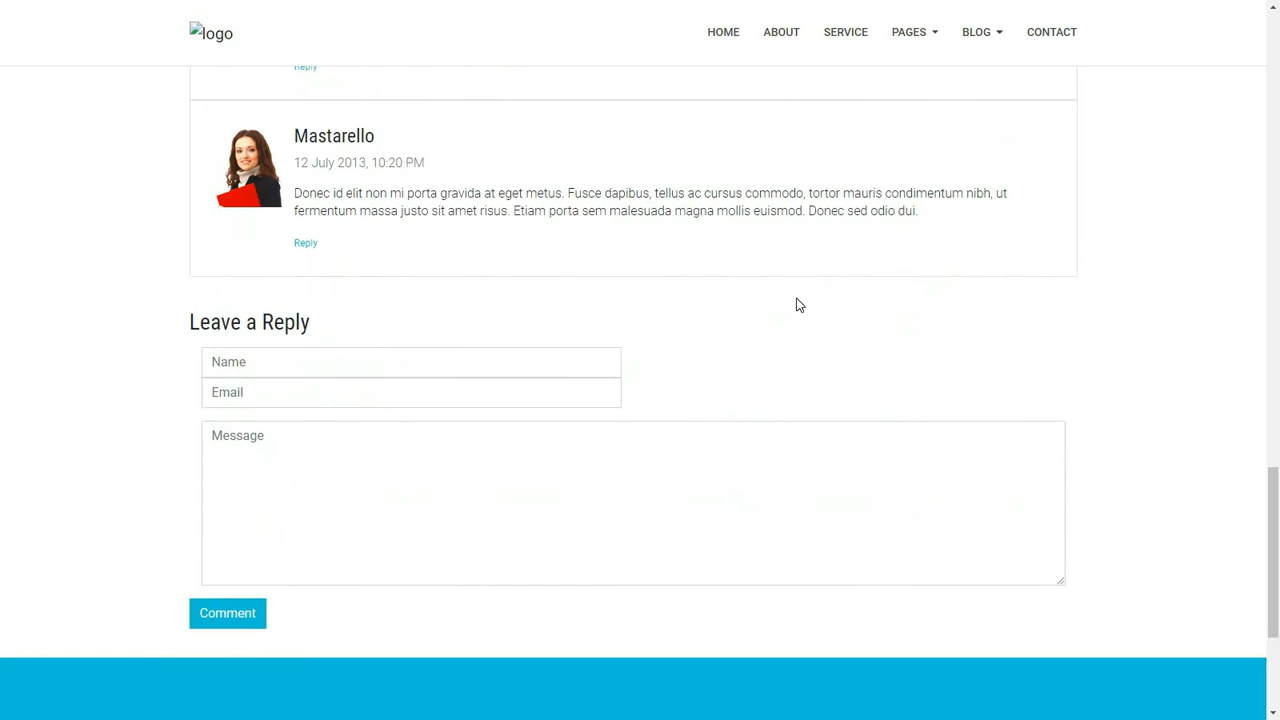 logo
HOME ABOUT SERVICE PAGES BLOG CONTACT
Reply
Mastarello
12 July 2013, 10:20 PM
Donec id elit non mi porta gravida at eget metus. Fusce dapibus, tellus ac cursus commodo, tortor mauris condimentum nibh, ut
fermentum massa justo sit amet risus. Etiam porta sem malesuada magna mollis euismod. Donec sed odio dui.
Reply
Leave a Reply
Name
Email
Message
Comment